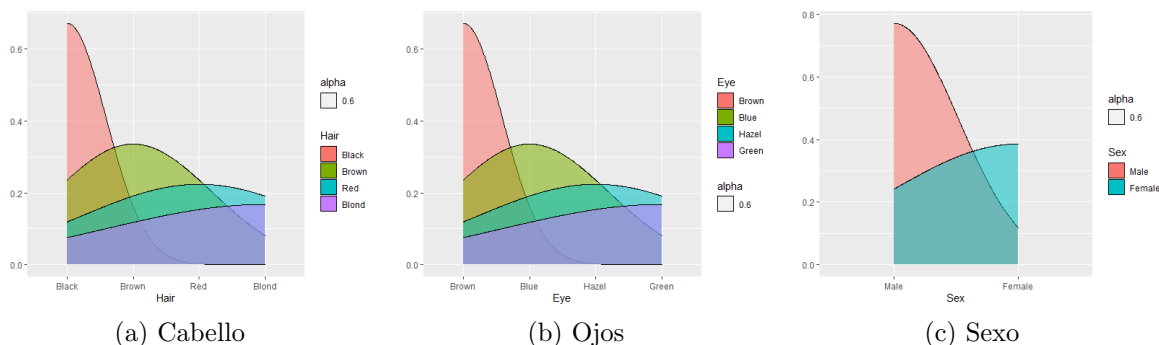 0.6
0.4
0.2
0.0
Black
Brown
Red
Blond
Hair
alpha
0.6
Hair
Black
Brown
Red
Blond
(a) Cabello
0.6
0.4
0.2
0.0
Brown
Blue
Hazel
Green
Eye
Eye
Brown
Blue
Hazel
Green
alpha
0.6
(b) Ojos
0.8
0.6
0.4
0.2
0.0
Male
Female
Sex
alpha
0.6
Sex
Male
Female
(c) Sexo